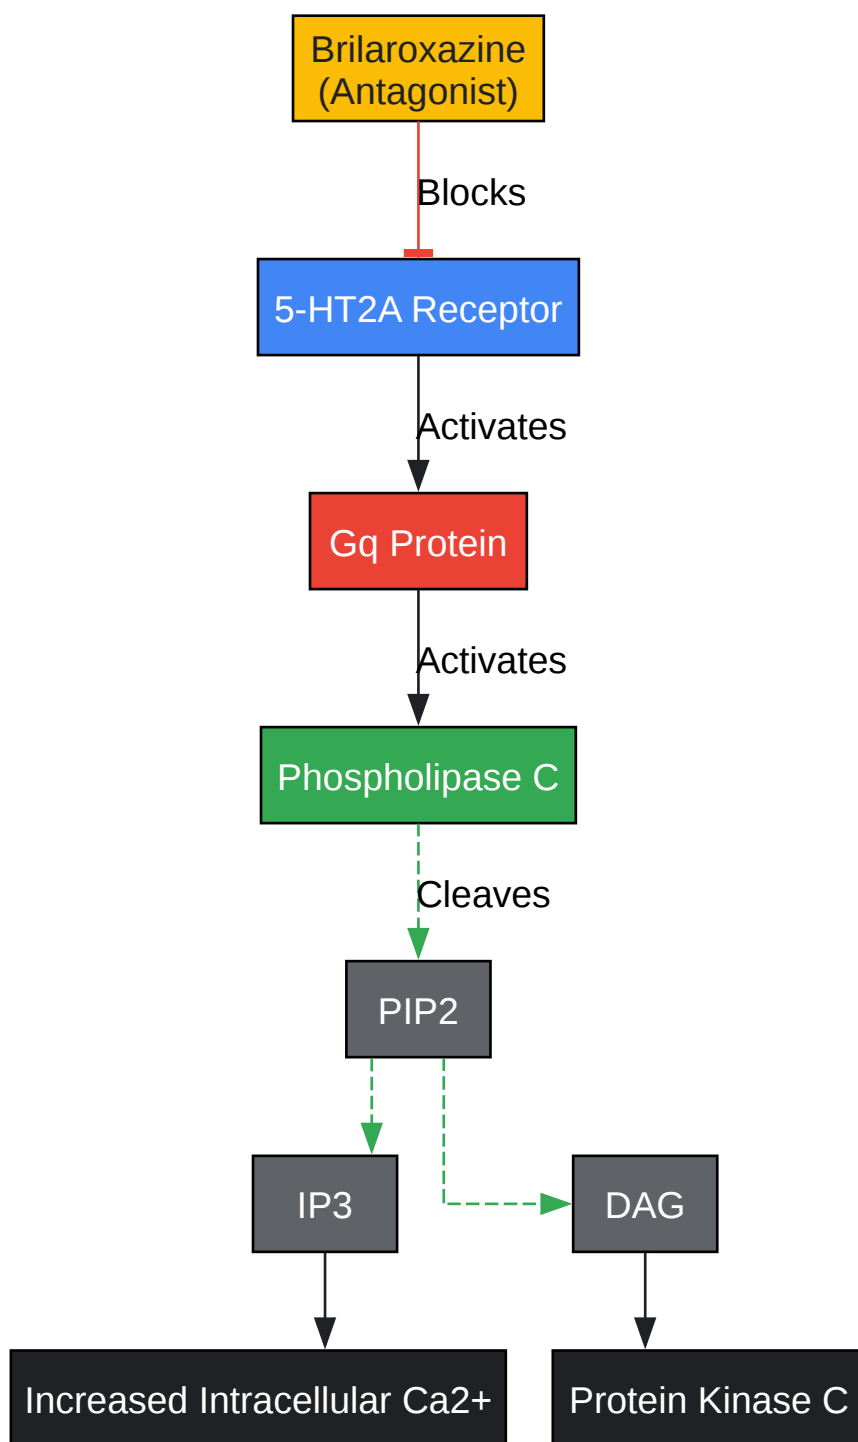 Brilaroxazine
(Antagonist)
Blocks
5-HT2A Receptor
Activates
Gq Protein
Activates
Phospholipase C
Cleaves
PIP2
IP3
DAG
Increased Intracellular Ca2+
Protein Kinase C